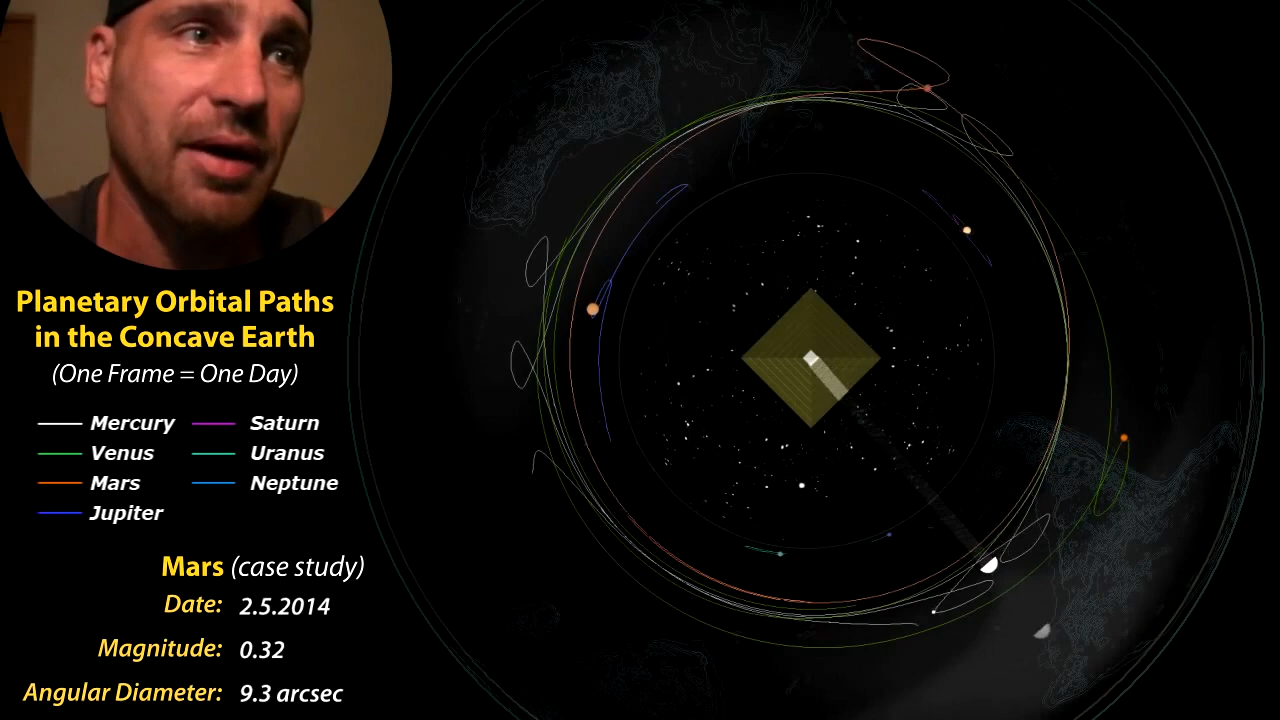 Planetary Orbital Paths
in the Concave Earth
(One Frame = One Day)
Mercury Saturn
Venus Uranus
Mars Neptune
Jupiter
Mars (case study)
Date: 2.5.2014
Magnitude: 0.32
Angular Diameter: 9.3 arcsec